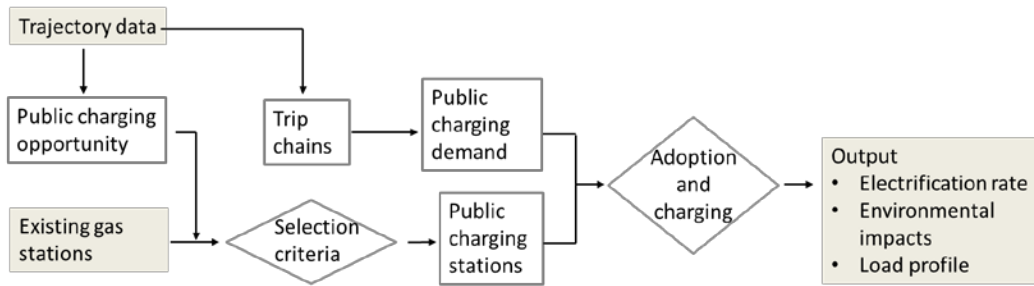 Trajectory data
Public charging
opportunity
Trip
chains
Public
charging
demand
Existing gas
stations
Selection
criteria
Public
charging
stations
Adoption
and
charging
Output
• Electrification rate
• Environmental
impacts
• Load profile